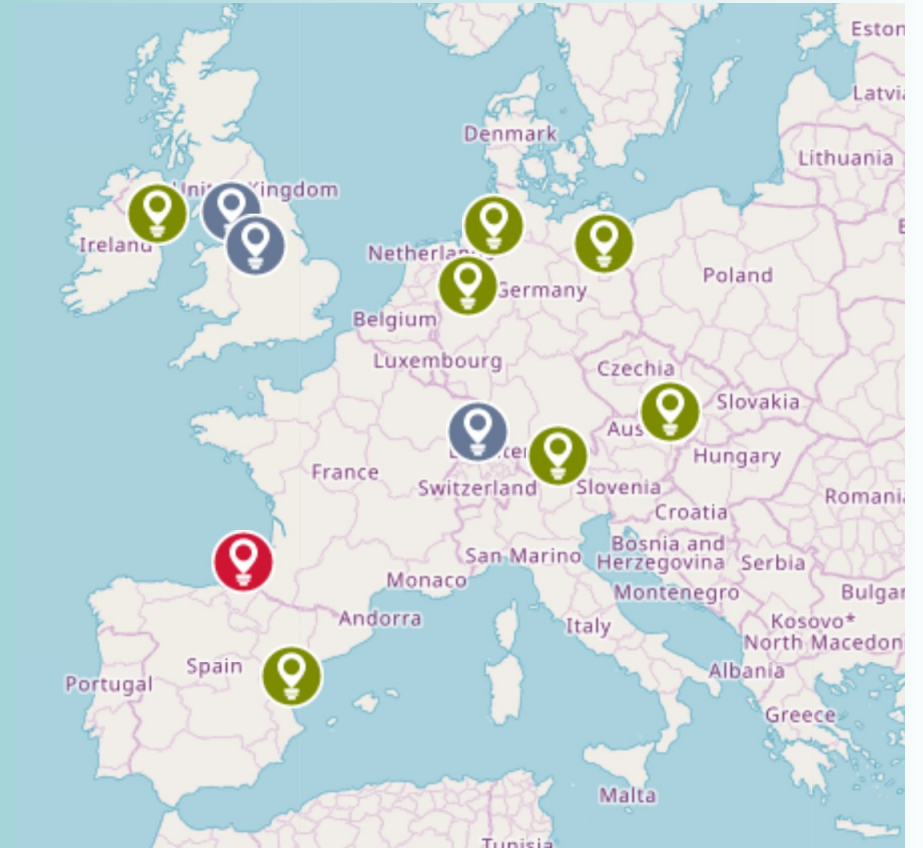 Eston
Denmark
Latvia
Lithuania
United Kingdom
Ireland
Netherlands
Poland
Germany
Belgium
Luxembourg
Czechia
Slovakia
Aus
Hungary
France
Switzerland
Slovenia
Romania
Croatia
Bosnia and
Herzegovina
San Marino
Serbia
Monaco
Montenegro
Bulgar
Andorra
Kosovo*
Italy
North Macedon
Spain
Albania
Portugal
Greece
Malta
Tunisia